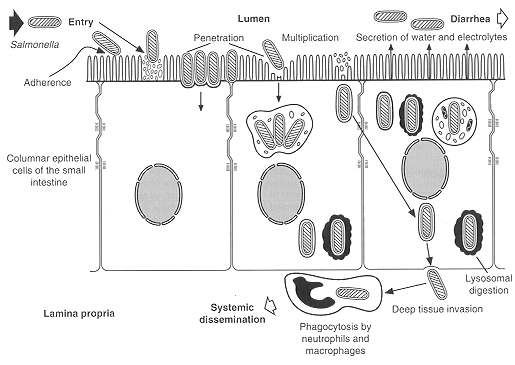 Entry
Lumen
Diarrhea
Salmonella
Penetration
Multiplication
Secretion of water and electrolytes
Adherence
Columnar epithelial
cells of the small
intestine
Lysosomal
digestion
Lamina propria
Systemic
dissemination
Deep tissue invasion
Phagocytosis by
neutrophils and
macrophages